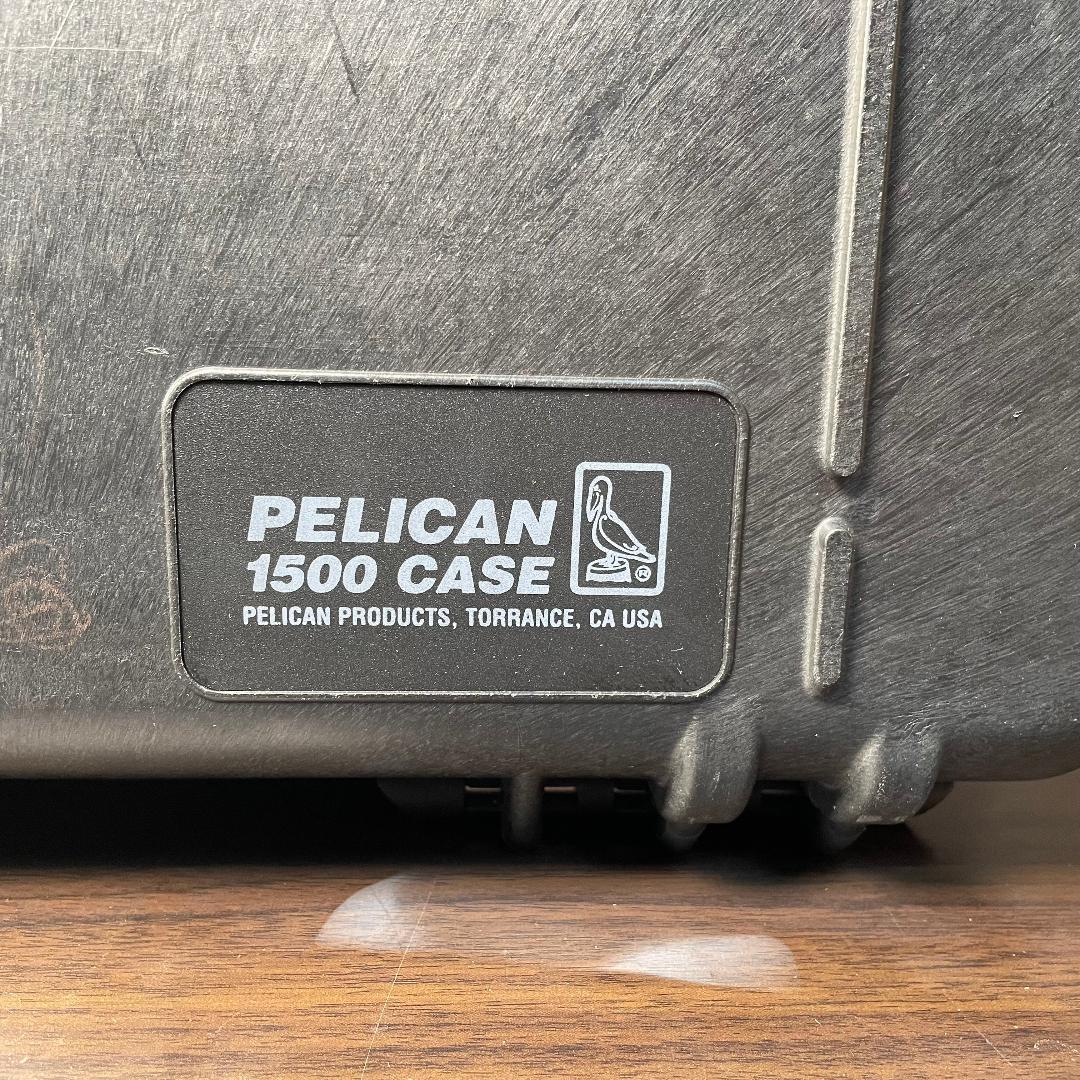 PELICAN
1500 CASE
®
PELICAN PRODUCTS, TORRANCE, CA USA